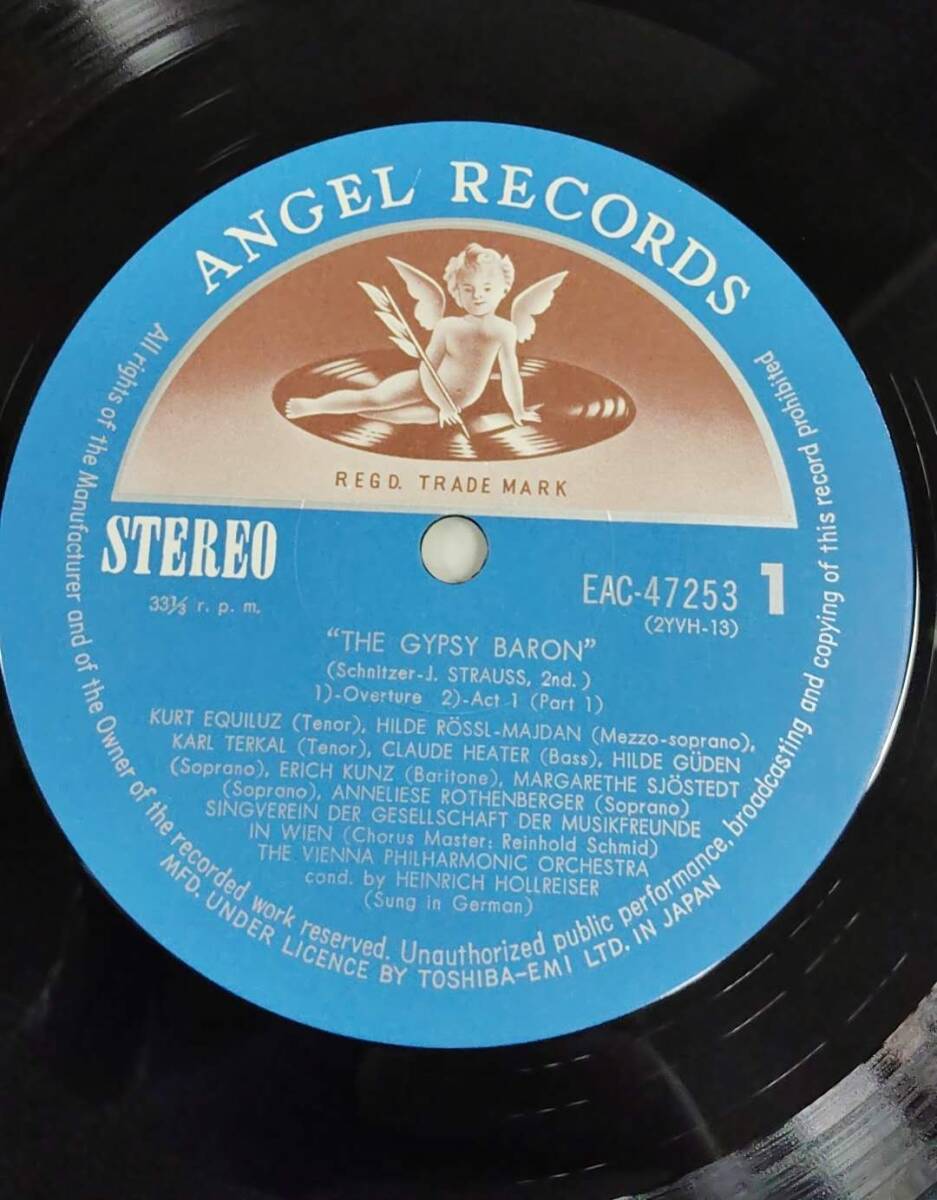 ANGEL RECORDS
REGD. TRADE MARK
STEREO
33⅓ r. p. m.
EAC-47253 1
(2YVH-13)
"THE GYPSY BARON"
(Schnitzer-J. STRAUSS, 2nd. )
1)-Overture 2)-Act 1 (Part 1)
KURT EQUILUZ (Tenor), HILDE RÖSSL-MAJDAN (Mezzo-soprano),
KARL TERKAL (Tenor), CLAUDE HEATER (Bass), HILDE GÜDEN
(Soprano), ERICH KUNZ (Baritone), MARGARETHE SJÖSTEDT
(Soprano), ANNELIESE ROTHENBERGER (Soprano)
SINGVEREIN DER GESELLSCHAFT DER MUSIKFREUNDE
IN WIEN (Chorus Master: Reinhold Schmid)
THE VIENNA PHILHARMONIC ORCHESTRA
cond. by HEINRICH HOLLREISER
(Sung in German)
All rights of the Manufacturer and of the Owner of the recorded work reserved. Unauthorized public performance, broadcasting and copying of this record prohibited
MFD. UNDER LICENCE BY TOSHIBA-EMI LTD. IN JAPAN